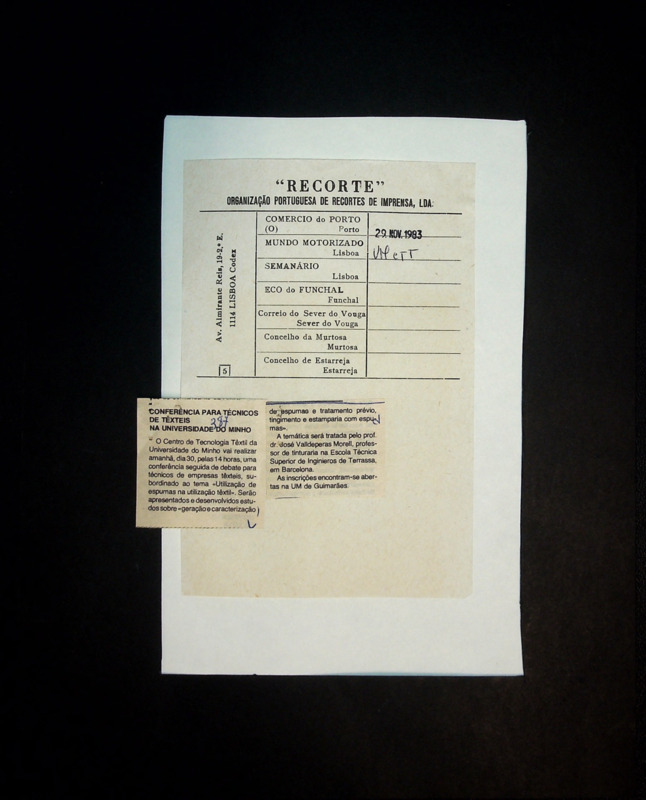 "RECORTE"
ORGANIZAÇÃO PORTUGUESA DE RECORTES DE IMPRENSA, LDA.
Av. Almirante Reis, 19-2.º E.
1114 LISBOA Codex
5
COMERCIO do PORTO
(O) Porto
29 NOV. 1983
MUNDO MOTORIZADO
Lisboa
SEMANÁRIO
Lisboa
ECO do FUNCHAL
Funchal
Correio do Sever do Vouga
Sever do Vouga
Concelho da Murtosa
Murtosa
Concelho de Estarreja
Estarreja
CONFERÊNCIA PARA TÉCNICOS
DE TÊXTEIS
NA UNIVERSIDADE DO MINHO
O Centro de Tecnologia Têxtil da
Universidade do Minho vai realizar
amanhã, dia 30, pelas 14 horas, uma
conferência seguida de debate para
técnicos de empresas têxteis, su-
bordinado ao tema «Utilização de
espumas na utilização têxtil». Serão
apresentados e desenvolvidos estu-
dos sobre «geração e caracterização
de espumas e tratamento prévio,
tingimento e estamparia com espu-
mas».
A temática será tratada pelo prof.
dr. José Valldeperas Morell, profes-
sor de tinturaria na Escola Técnica
Superior de Ingínieros de Terrassa,
em Barcelona.
As inscrições encontram-se aber-
tas na UM de Guimarães.